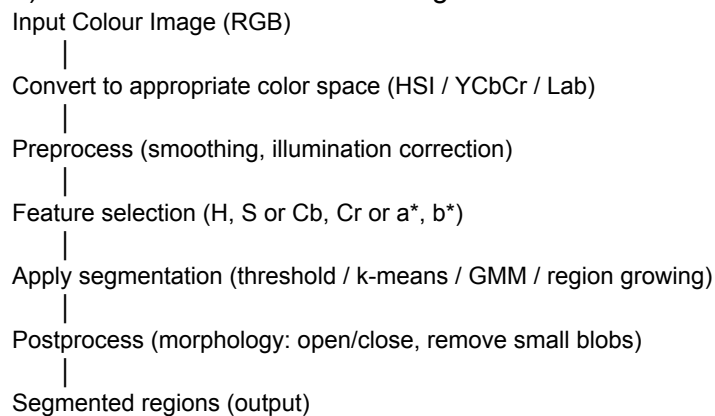 Input Colour Image (RGB)
|
Convert to appropriate color space (HSI / YCbCr / Lab)
|
Preprocess (smoothing, illumination correction)
|
Feature selection (H, S or Cb, Cr or a*, b*)
|
Apply segmentation (threshold / k-means / GMM / region growing)
|
Postprocess (morphology: open/close, remove small blobs)
|
Segmented regions (output)